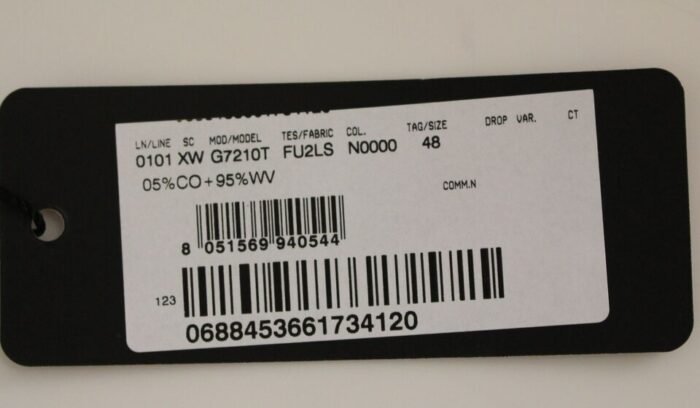 LN/LINE SC MOD/MODEL TES/FABRIC COL. TAG/SIZE DROP VAR. CT
0101 XW G7210T FU2LS N0000 48
05%CO+95%WV
COMM.N
8 051569 940544
123
0688453661734120